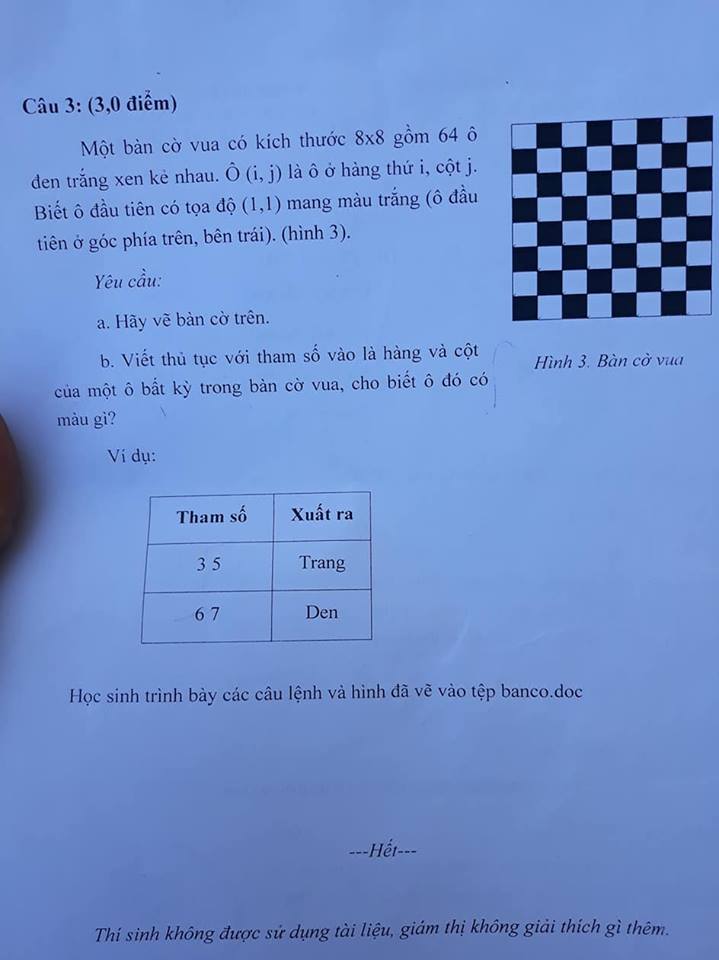 Câu 3: (3,0 điểm)
Một bàn cờ vua có kích thước 8x8 gồm 64 ô
đen trắng xen kẻ nhau. Ô (i, j) là ô ở hàng thứ i, cột j.
Biết ô đầu tiên có tọa độ (1,1) mang màu trắng (ô đầu
tiên ở góc phía trên, bên trái). (hình 3).
Yêu cầu:
a. Hãy vẽ bàn cờ trên.
b. Viết thủ tục với tham số vào là hàng và cột
của một ô bất kỳ trong bàn cờ vua, cho biết ô đó có
màu gì?
Hình 3. Bàn cờ vua
Ví dụ:
Tham số Xuất ra
3 5 Trang
6 7 Den
Học sinh trình bày các câu lệnh và hình đã vẽ vào tệp banco.doc
---Hết---
Thí sinh không được sử dụng tài liệu, giám thị không giải thích gì thêm.